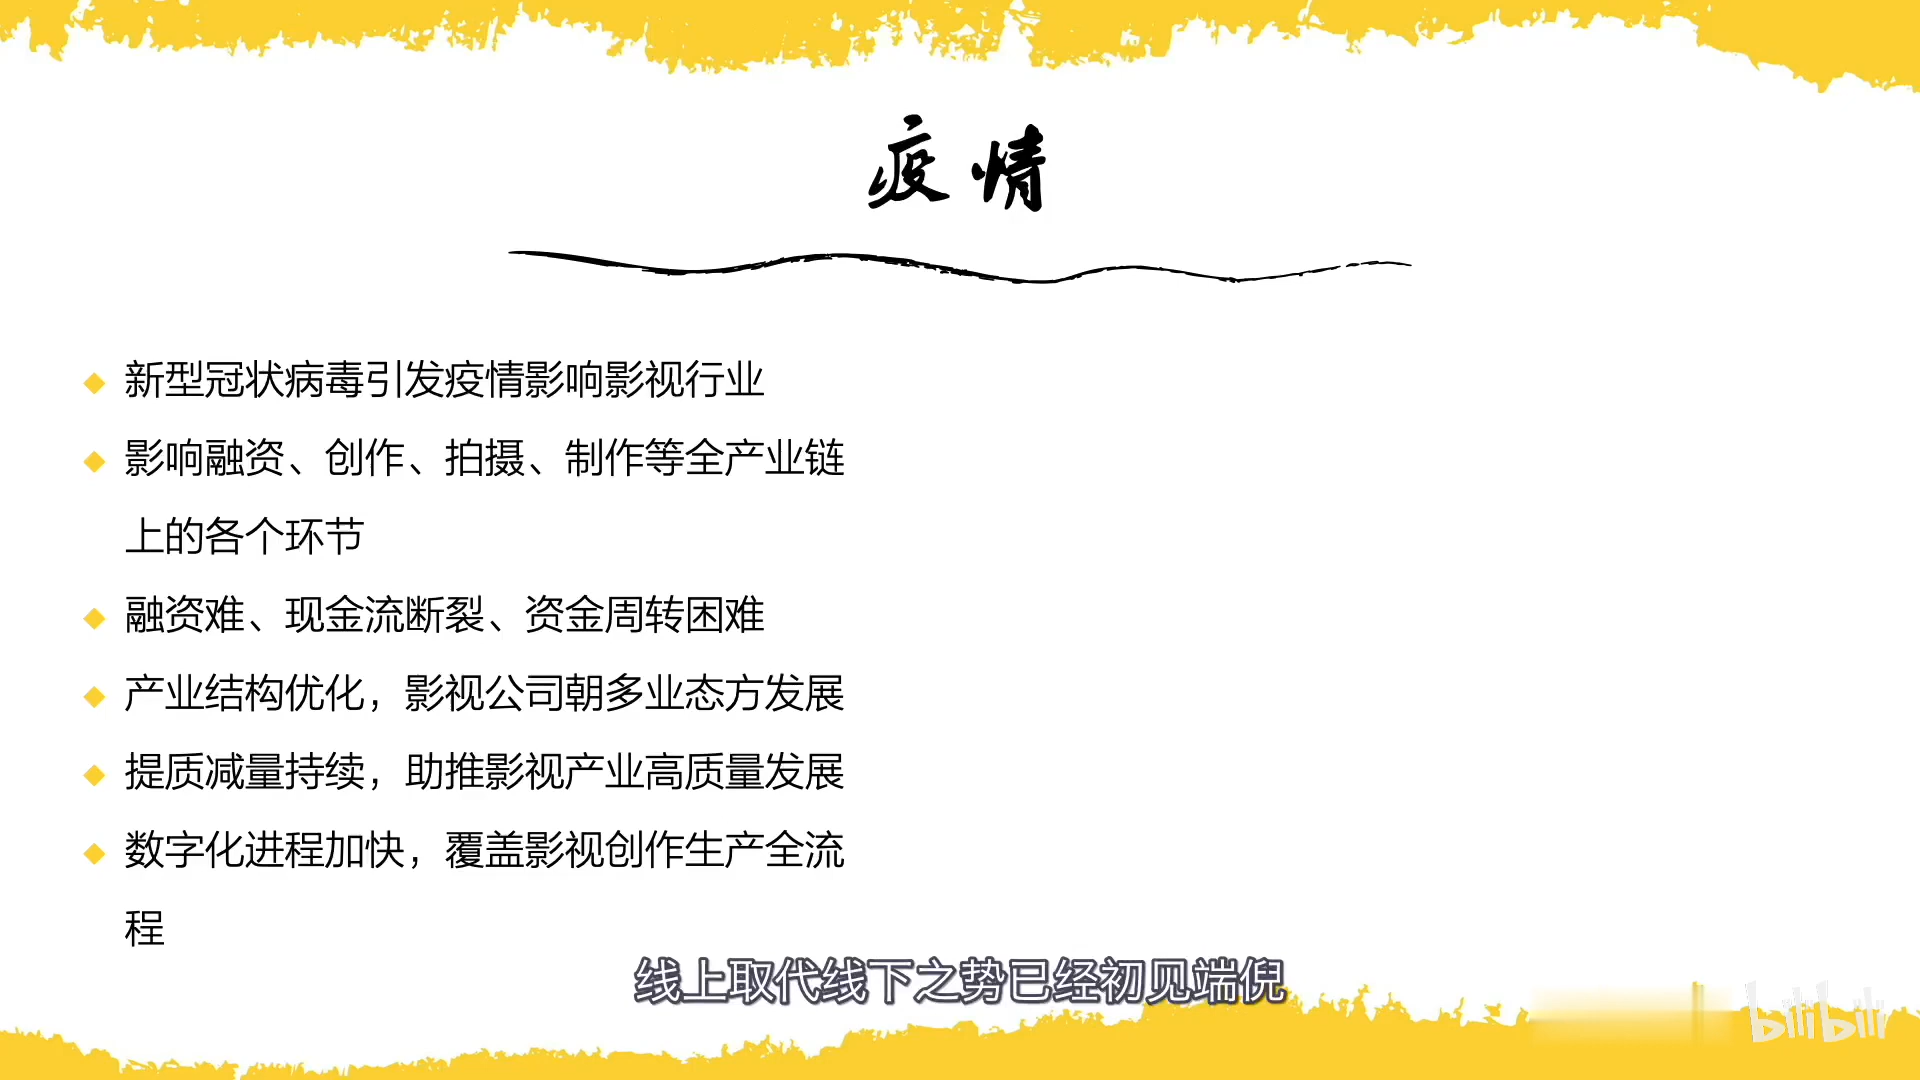 疫情
新型冠状病毒引发疫情影响影视行业
影响融资、创作、拍摄、制作等全产业链
上的各个环节
融资难、现金流断裂、资金周转困难
产业结构优化，影视公司朝多业态方发展
提质减量持续，助推影视产业高质量发展
数字化进程加快，覆盖影视创作生产全流
程
线上取代线下之势已经初见端倪
bilibili